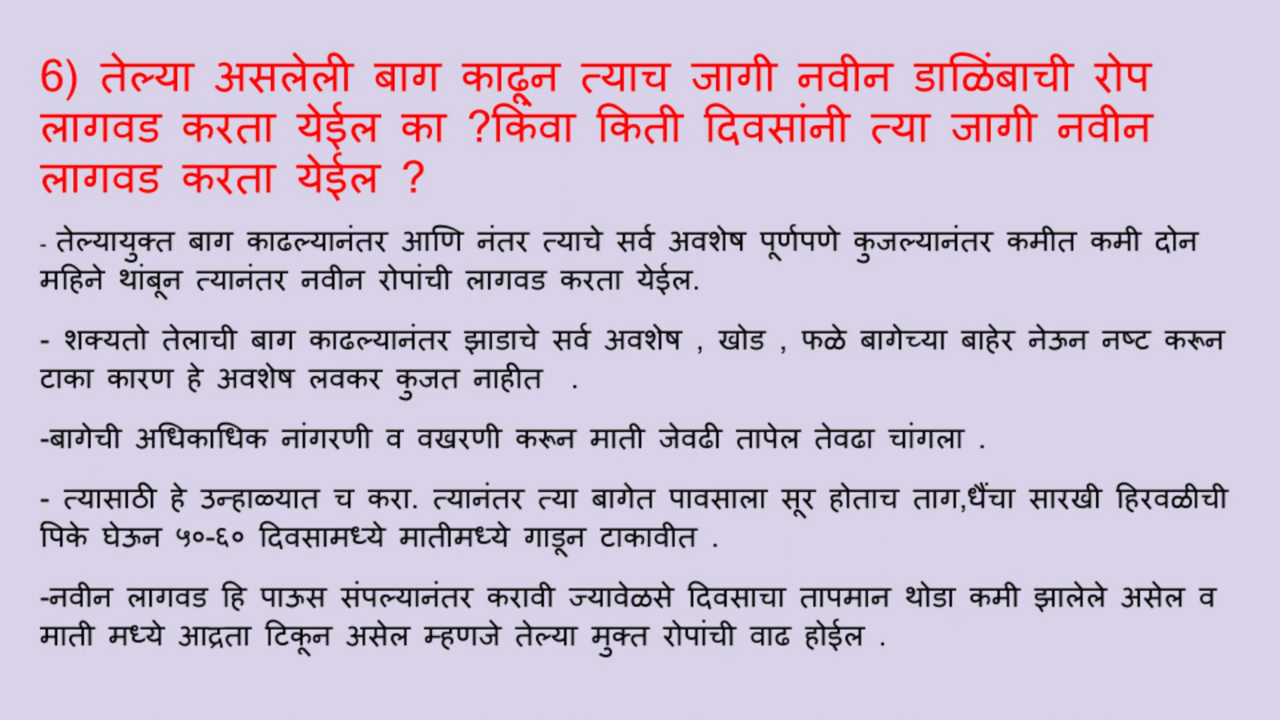 6) तेल्या असलेली बाग काढून त्याच जागी नवीन डाळिंबाची रोप
लागवड करता येईल का ?किंवा किती दिवसांनी त्या जागी नवीन
लागवड करता येईल ?
- तेल्यायुक्त बाग काढल्यानंतर आणि नंतर त्याचे सर्व अवशेष पूर्णपणे कुजल्यानंतर कमीत कमी दोन
महिने थांबून त्यानंतर नवीन रोपांची लागवड करता येईल.
- शक्यतो तेलाची बाग काढल्यानंतर झाडाचे सर्व अवशेष , खोड , फळे बागेच्या बाहेर नेऊन नष्ट करून
टाका कारण हे अवशेष लवकर कुजत नाहीत .
-बागेची अधिकाधिक नांगरणी व वखरणी करून माती जेवढी तापेल तेवढा चांगला .
- त्यासाठी हे उन्हाळ्यात च करा. त्यानंतर त्या बागेत पावसाला सूर होताच ताग,धैंचा सारखी हिरवळीची
पिके घेऊन ५०-६० दिवसामध्ये मातीमध्ये गाडून टाकावीत .
-नवीन लागवड हि पाऊस संपल्यानंतर करावी ज्यावेळसे दिवसाचा तापमान थोडा कमी झालेले असेल व
माती मध्ये आद्रता टिकून असेल म्हणजे तेल्या मुक्त रोपांची वाढ होईल .